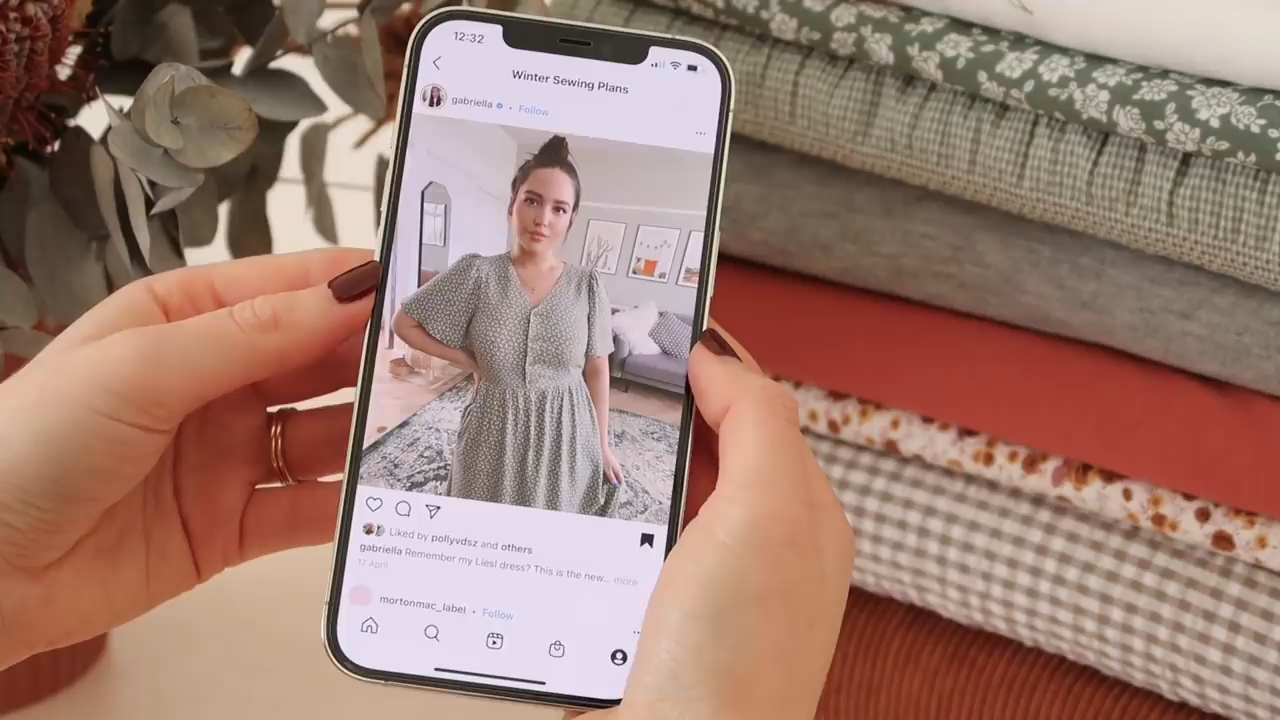 12:32
Winter Sewing Plans
gabriella • Follow
Liked by pollyvdsz and others
gabriella Remember my Liesl dress? This is the new... more
17 April
mortonmac_label • Follow